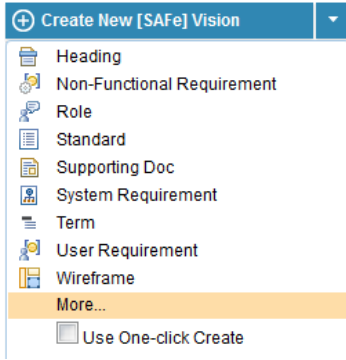 Create New [SAFe] Vision
Heading
Non-Functional Requirement
Role
Standard
Supporting Doc
System Requirement
Term
User Requirement
Wireframe
More...
Use One-click Create